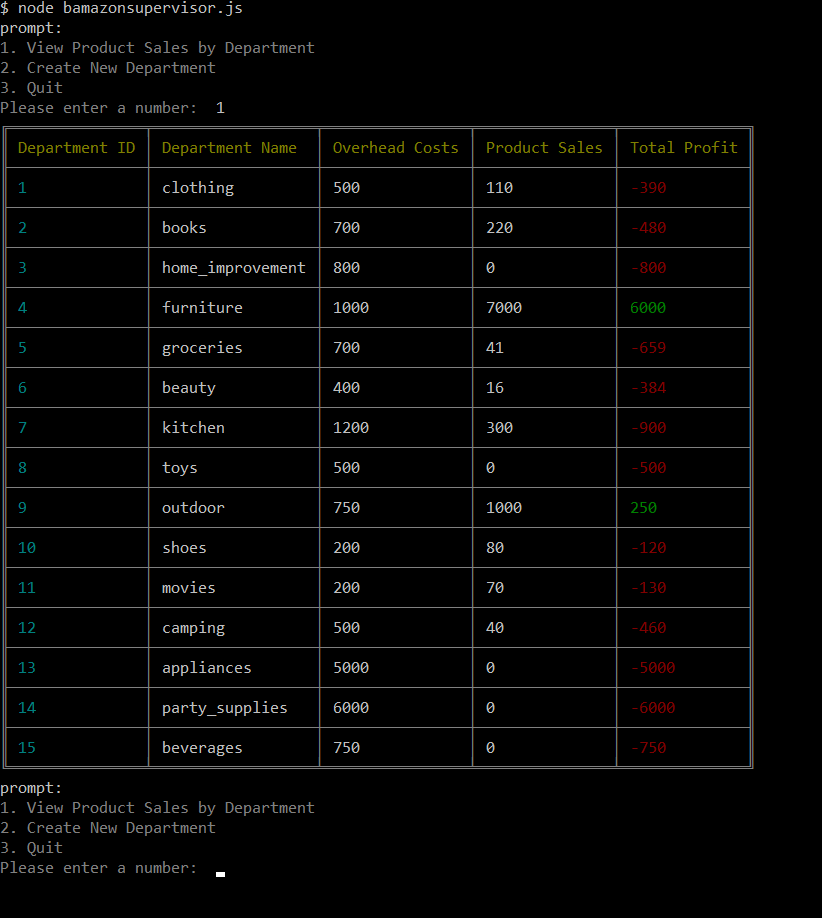 $ node bamazonsupervisor.js
prompt:
1. View Product Sales by Department
2. Create New Department
3. Quit
Please enter a number:  1
Department ID Department Name Overhead Costs Product Sales Total Profit
1 clothing 500 110 -390
2 books 700 220 -480
3 home_improvement 800 0 -800
4 furniture 1000 7000 6000
5 groceries 700 41 -659
6 beauty 400 16 -384
7 kitchen 1200 300 -900
8 toys 500 0 -500
9 outdoor 750 1000 250
10 shoes 200 80 -120
11 movies 200 70 -130
12 camping 500 40 -460
13 appliances 5000 0 -5000
14 party_supplies 6000 0 -6000
15 beverages 750 0 -750
prompt:
1. View Product Sales by Department
2. Create New Department
3. Quit
Please enter a number: